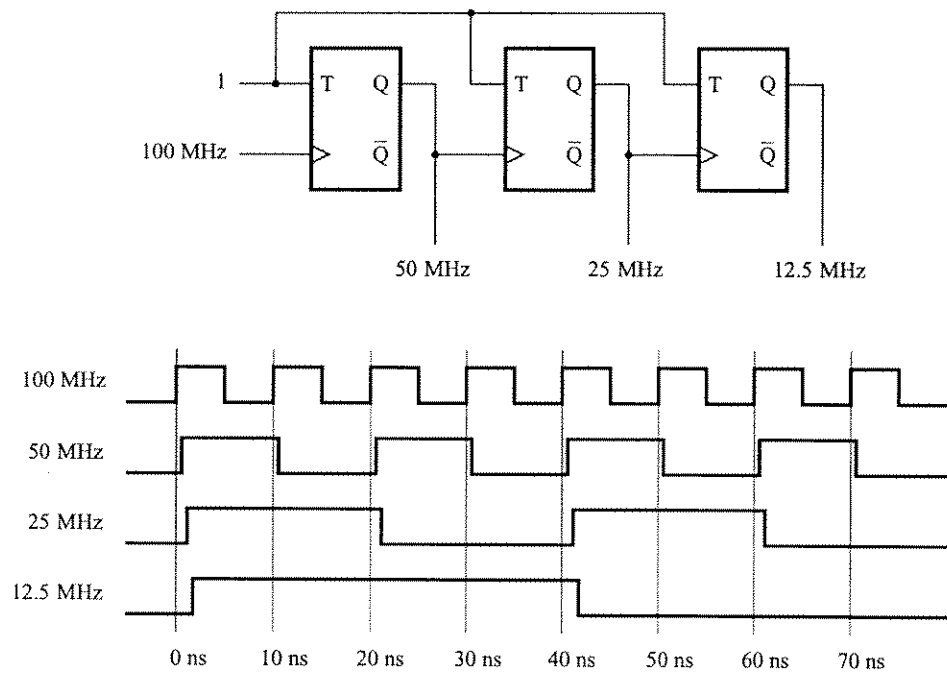 1 T Q T Q T Q
100 MHz Q̅ Q̅ Q̅
50 MHz 25 MHz 12.5 MHz
100 MHz
50 MHz
25 MHz
12.5 MHz
0 ns 10 ns 20 ns 30 ns 40 ns 50 ns 60 ns 70 ns